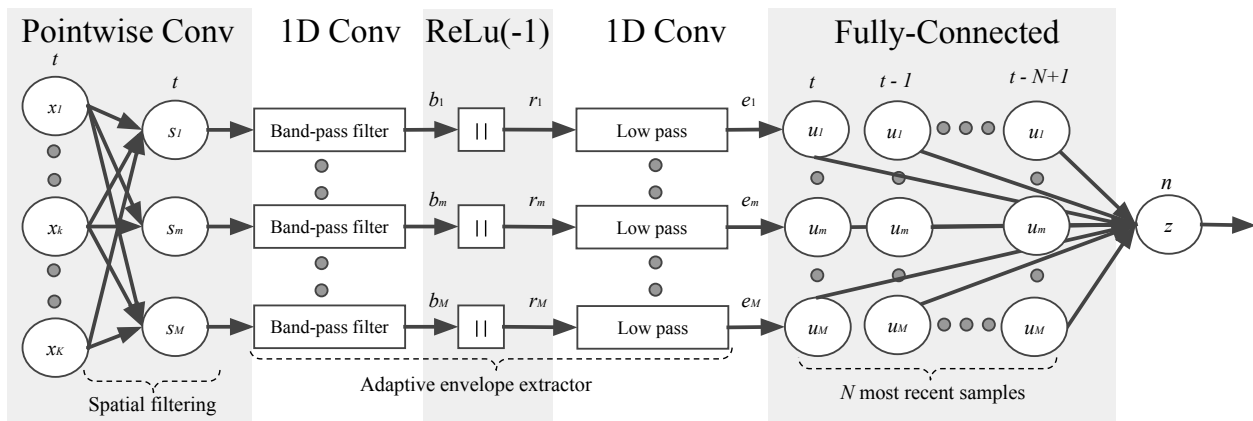 Pointwise Conv 1D Conv ReLu(-1) 1D Conv Fully-Connected
t t t t - 1 t - N+1
x1 s1 Band-pass filter b1 || r1 Low pass e1 u1 u1 u1
n
xk sm Band-pass filter bm || rm Low pass em um um um z
xK sM Band-pass filter bM || rM Low pass eM uM uM uM
Spatial filtering Adaptive envelope extractor N most recent samples